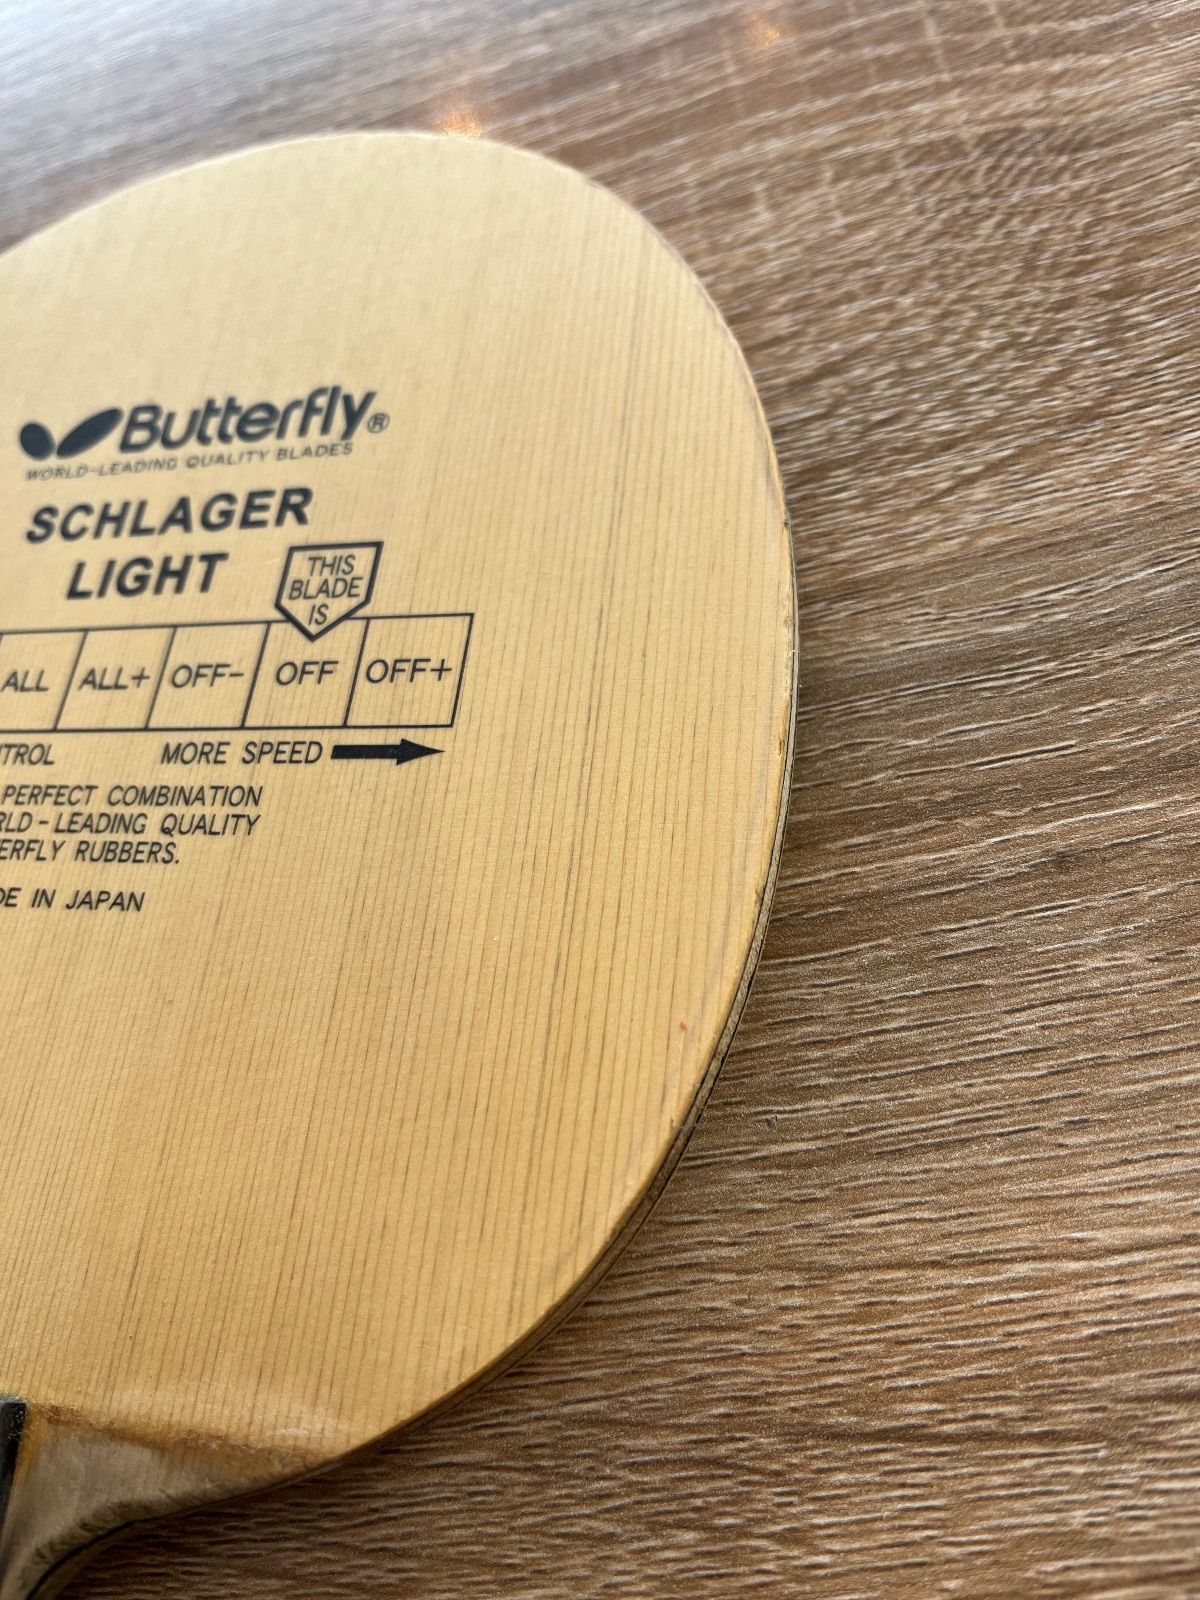 Butterfly®
WORLD-LEADING QUALITY BLADES
SCHLAGER
LIGHT
THIS
BLADE
IS
ALL ALL+ OFF- OFF OFF+
TROL
MORE SPEED
PERFECT COMBINATION
RLD-LEADING QUALITY
ERFLY RUBBERS.
DE IN JAPAN